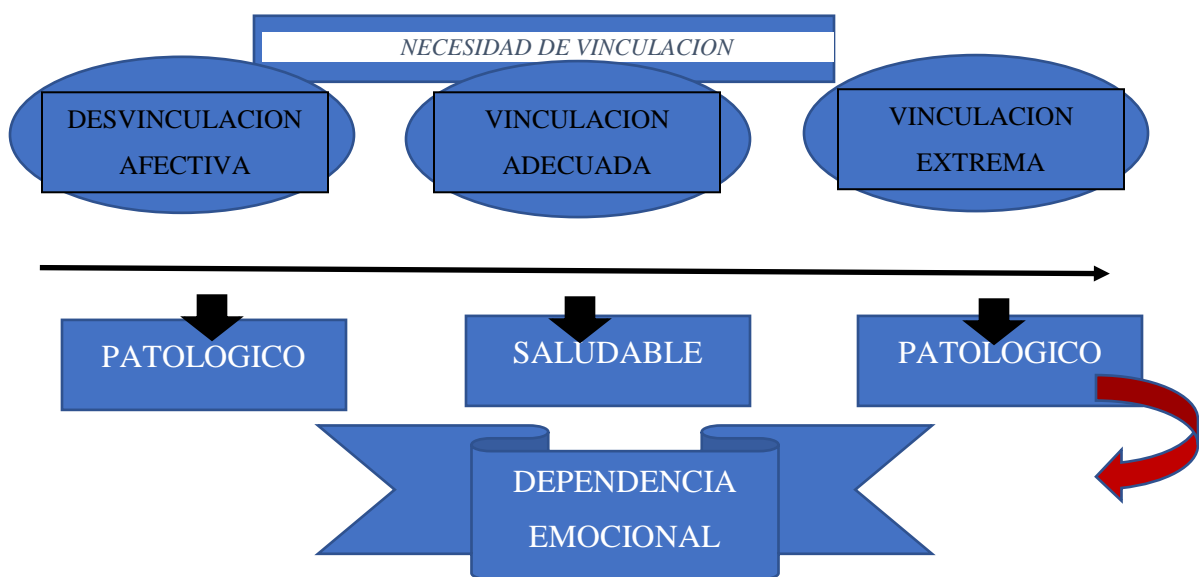 NECESIDAD DE VINCULACION
DESVINCULACION
AFECTIVA
VINCULACION
ADECUADA
VINCULACION
EXTREMA
PATOLOGICO
SALUDABLE
PATOLOGICO
DEPENDENCIA
EMOCIONAL